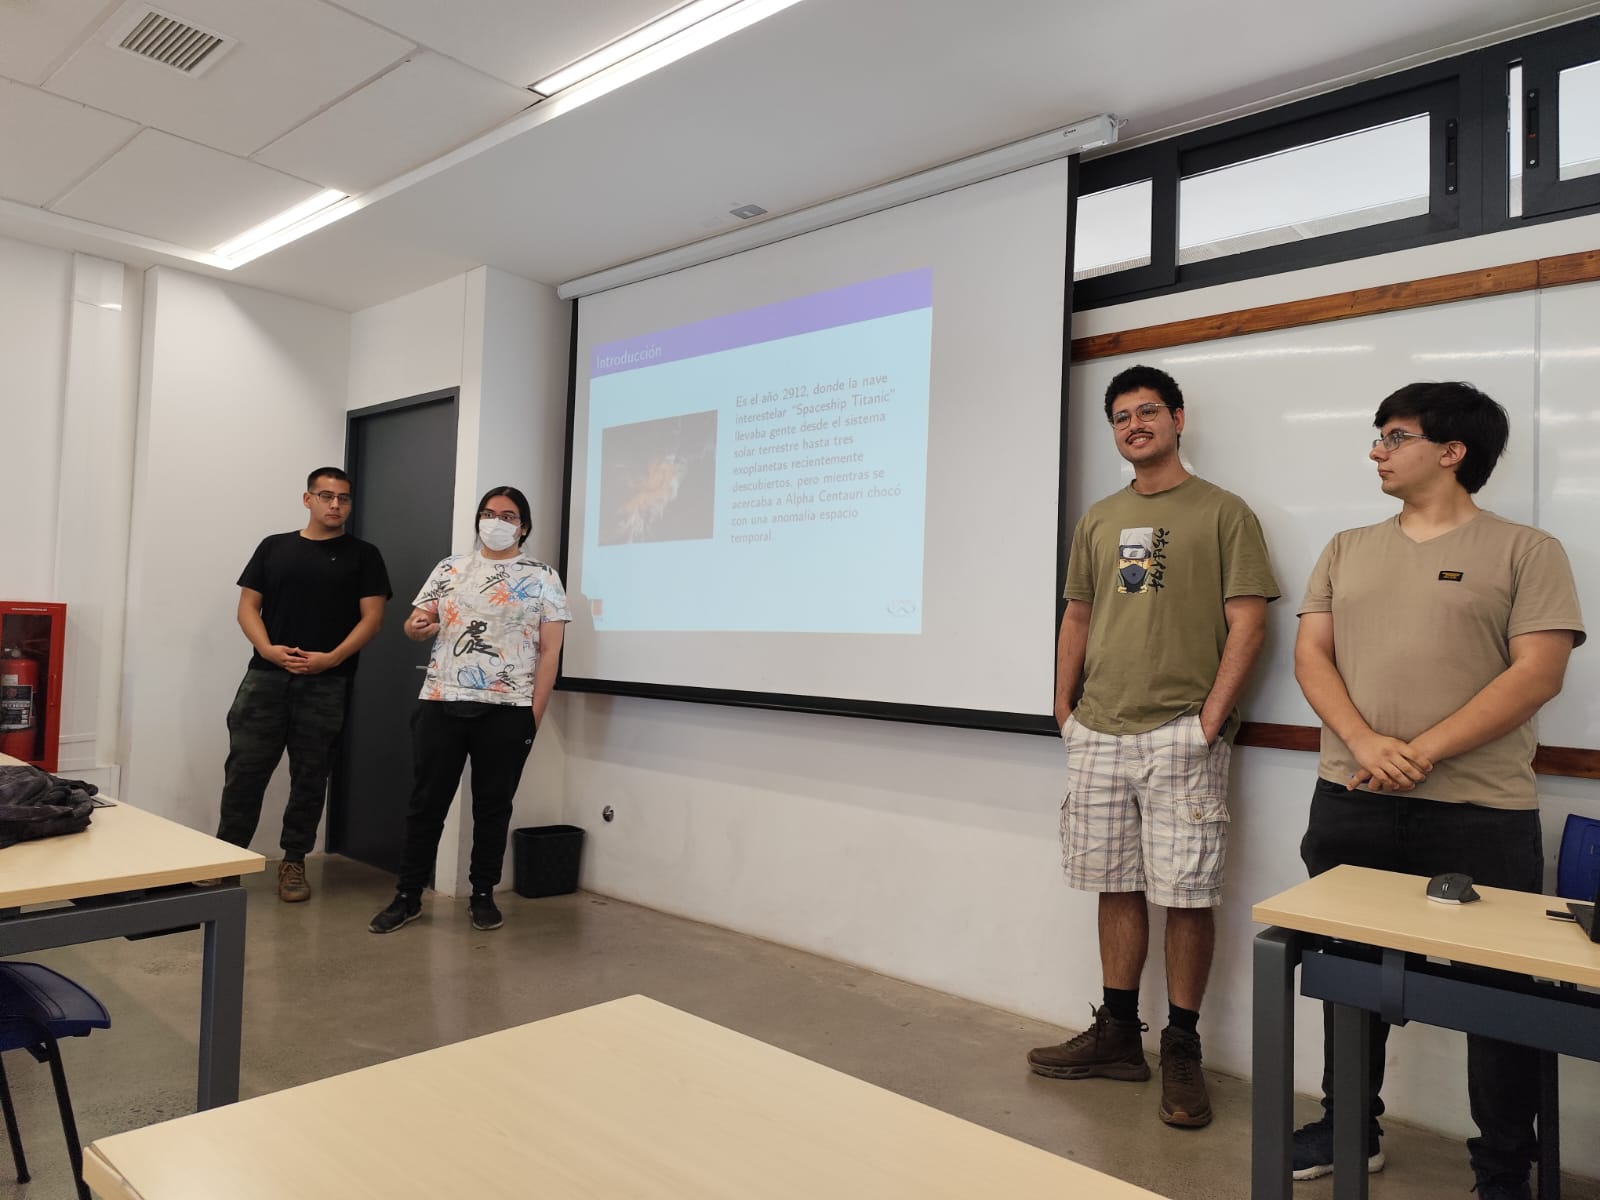 Introducción
Es el año 2912, donde la nave
interestelar "Spaceship Titanic"
llevaba gente desde el sistema
solar terrestre hasta tres
exoplanetas recientemente
descubiertos, pero mientras se
acercaba a Alpha Centauri chocó
con una anomalía espacio
temporal.